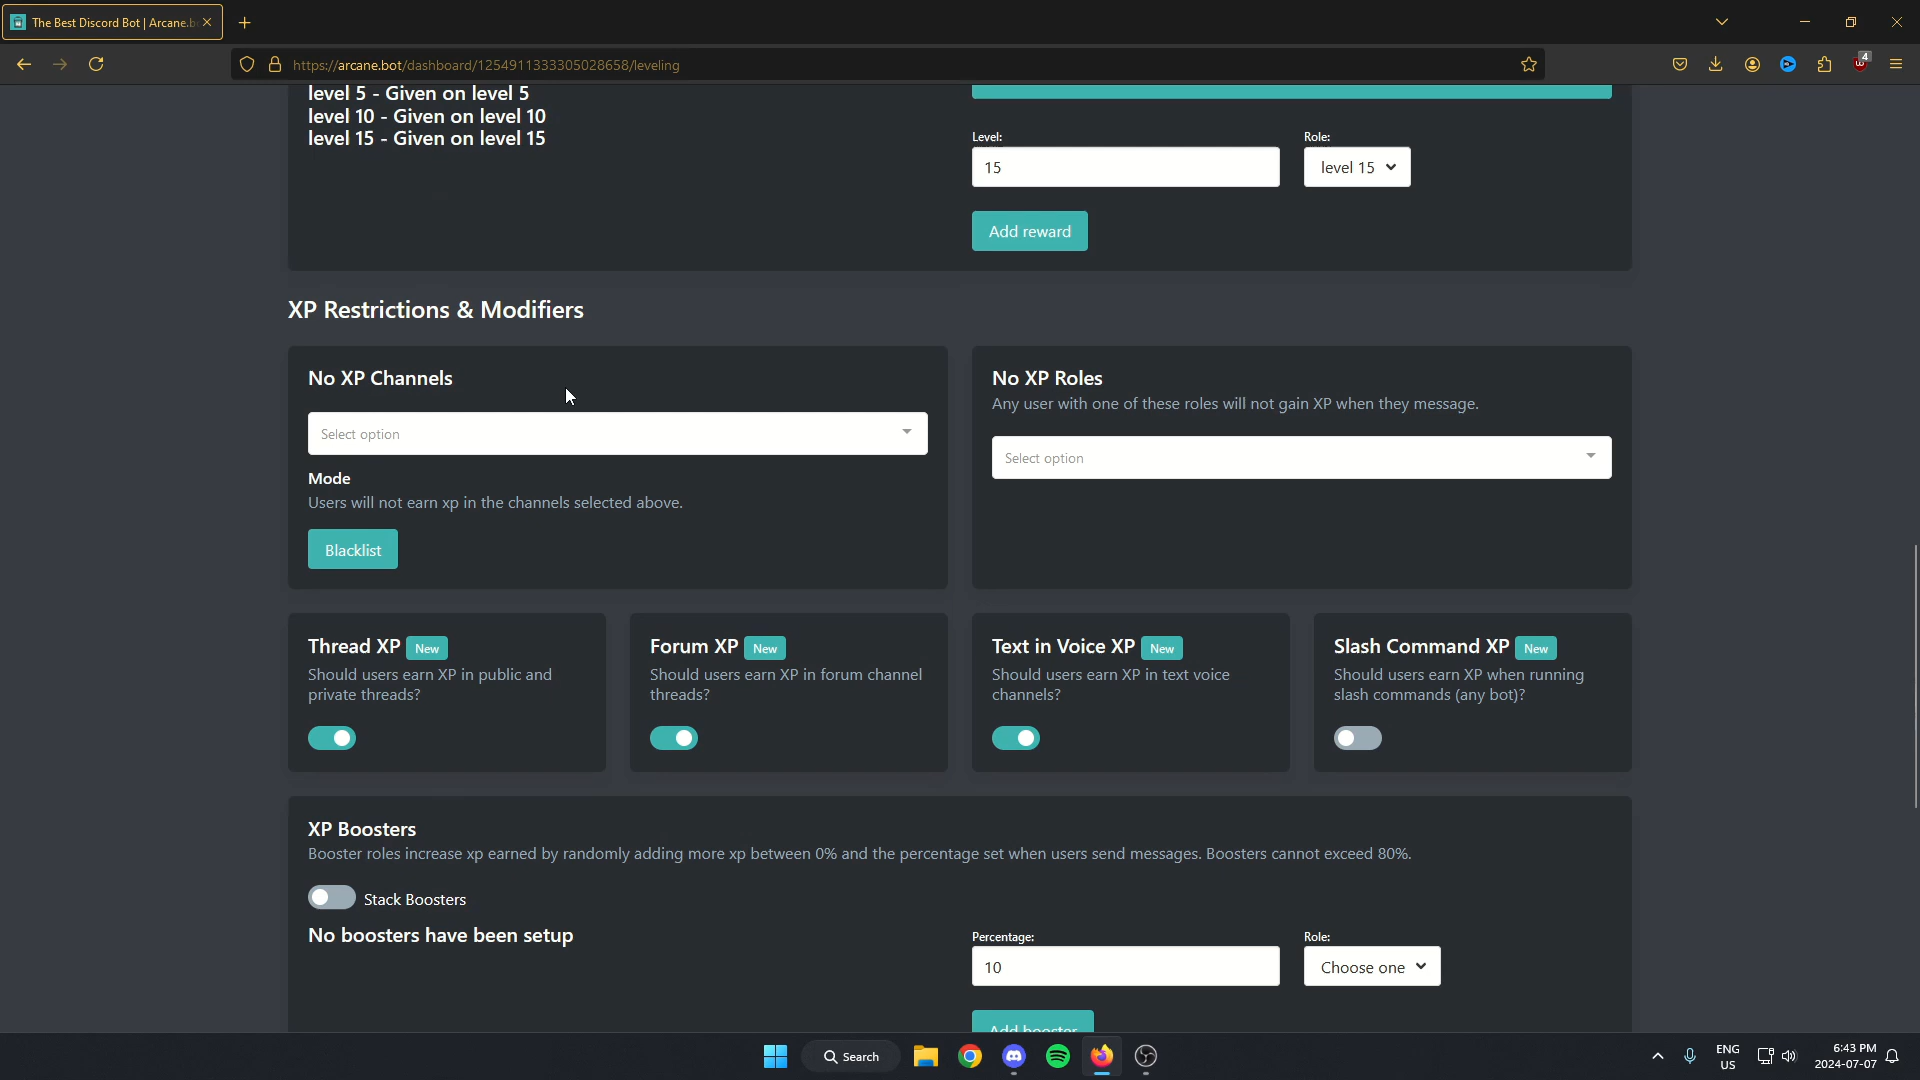 The Best Discord Bot | Arcane.b
https://arcane.bot/dashboard/1254911333305028658/leveling
4
level 5 - Given on level 5
level 10 - Given on level 10
level 15 - Given on level 15
Level:
Role:
15
level 15
Add reward
XP Restrictions & Modifiers
No XP Channels
Select option
Mode
Users will not earn xp in the channels selected above.
Blacklist
No XP Roles
Any user with one of these roles will not gain XP when they message.
Select option
Thread XP New
Should users earn XP in public and
private threads?
Forum XP New
Should users earn XP in forum channel
threads?
Text in Voice XP New
Should users earn XP in text voice
channels?
Slash Command XP New
Should users earn XP when running
slash commands (any bot)?
XP Boosters
Booster roles increase xp earned by randomly adding more xp between 0% and the percentage set when users send messages. Boosters cannot exceed 80%.
Stack Boosters
No boosters have been setup
Percentage:
Role:
10
Choose one
Add booster
Search
ENG
US
6:43 PM
2024-07-07